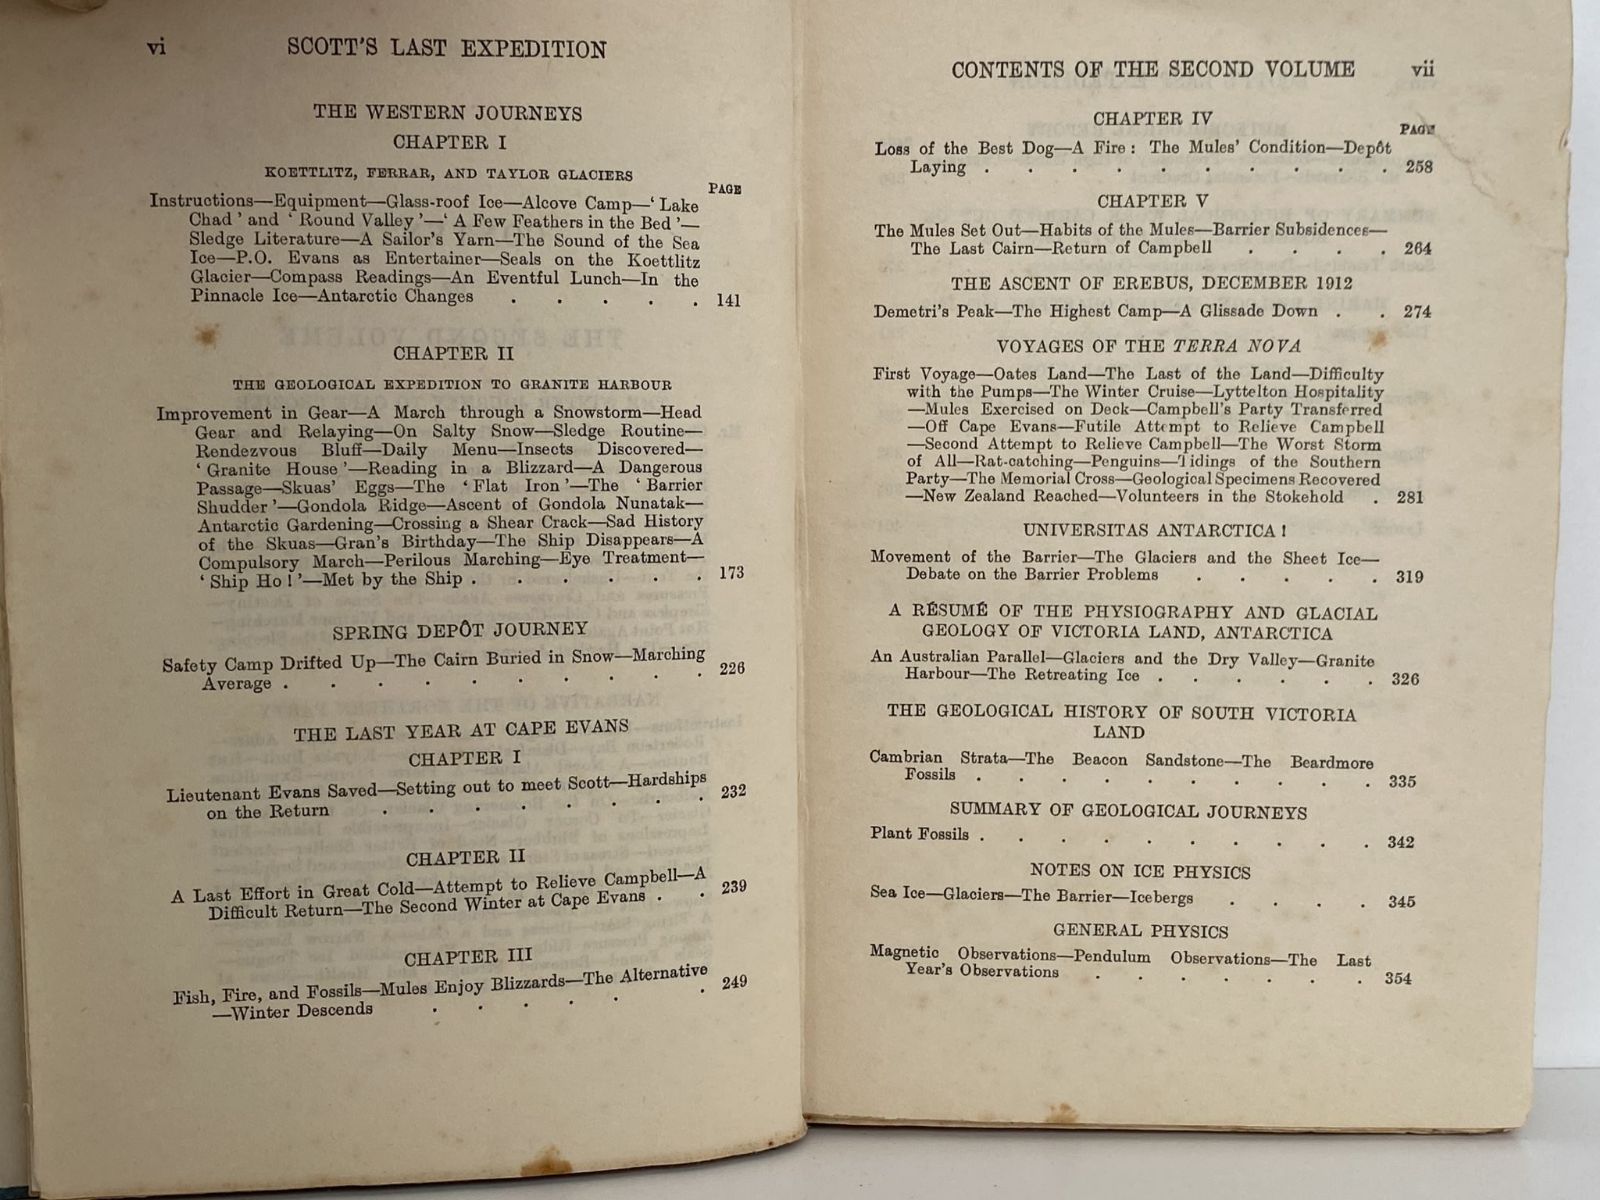 vi SCOTT'S LAST EXPEDITION
THE WESTERN JOURNEYS
CHAPTER I
KOETTLITZ, FERRAR, AND TAYLOR GLACIERS
PAGE
Instructions—Equipment—Glass-roof Ice—Alcove Camp—‘Lake
Chad’ and ‘Round Valley’—‘A Few Feathers in the Bed’—
Sledge Literature—A Sailor's Yarn—The Sound of the Sea
Ice—P.O. Evans as Entertainer—Seals on the Koettlitz
Glacier—Compass Readings—An Eventful Lunch—In the
Pinnacle Ice—Antarctic Changes . . . . . 141
CHAPTER II
THE GEOLOGICAL EXPEDITION TO GRANITE HARBOUR
Improvement in Gear—A March through a Snowstorm—Head
Gear and Relaying—On Salty Snow—Sledge Routine—
Rendezvous Bluff—Daily Menu—Insects Discovered—
‘Granite House’—Reading in a Blizzard—A Dangerous
Passage—Skuas' Eggs—The ‘Flat Iron’—The ‘Barrier
Shudder’—Gondola Ridge—Ascent of Gondola Nunatak—
Antarctic Gardening—Crossing a Shear Crack—Sad History
of the Skuas—Gran's Birthday—The Ship Disappears—A
Compulsory March—Perilous Marching—Eye Treatment—
‘Ship Ho!’—Met by the Ship . . . . . . 173
SPRING DEPÔT JOURNEY
Safety Camp Drifted Up—The Cairn Buried in Snow—Marching
Average . . . . . . . . . . 226
THE LAST YEAR AT CAPE EVANS
CHAPTER I
Lieutenant Evans Saved—Setting out to meet Scott—Hardships
on the Return . . . . . . . . 232
CHAPTER II
A Last Effort in Great Cold—Attempt to Relieve Campbell—A
Difficult Return—The Second Winter at Cape Evans . . 239
CHAPTER III
Fish, Fire, and Fossils—Mules Enjoy Blizzards—The Alternative
—Winter Descends . . . . . . 249
CONTENTS OF THE SECOND VOLUME vii
CHAPTER IV
PAGE
Loss of the Best Dog—A Fire: The Mules' Condition—Depôt
Laying . . . . . . . . . . 258
CHAPTER V
The Mules Set Out—Habits of the Mules—Barrier Subsidences—
The Last Cairn—Return of Campbell . . . . 264
THE ASCENT OF EREBUS, DECEMBER 1912
Demetri's Peak—The Highest Camp—A Glissade Down . . 274
VOYAGES OF THE TERRA NOVA
First Voyage—Oates Land—The Last of the Land—Difficulty
with the Pumps—The Winter Cruise—Lyttelton Hospitality
—Mules Exercised on Deck—Campbell's Party Transferred
—Off Cape Evans—Futile Attempt to Relieve Campbell
—Second Attempt to Relieve Campbell—The Worst Storm
of All—Rat-catching—Penguins—Tidings of the Southern
Party—The Memorial Cross—Geological Specimens Recovered
—New Zealand Reached—Volunteers in the Stokehold . 281
UNIVERSITAS ANTARCTICA!
Movement of the Barrier—The Glaciers and the Sheet Ice—
Debate on the Barrier Problems . . . . . 319
A RÉSUMÉ OF THE PHYSIOGRAPHY AND GLACIAL
GEOLOGY OF VICTORIA LAND, ANTARCTICA
An Australian Parallel—Glaciers and the Dry Valley—Granite
Harbour—The Retreating Ice . . . . . . 326
THE GEOLOGICAL HISTORY OF SOUTH VICTORIA
LAND
Cambrian Strata—The Beacon Sandstone—The Beardmore
Fossils . . . . . . . . . . 335
SUMMARY OF GEOLOGICAL JOURNEYS
Plant Fossils . . . . . . . . . . 342
NOTES ON ICE PHYSICS
Sea Ice—Glaciers—The Barrier—Icebergs . . . . 345
GENERAL PHYSICS
Magnetic Observations—Pendulum Observations—The Last
Year's Observations . . . . . . . 354